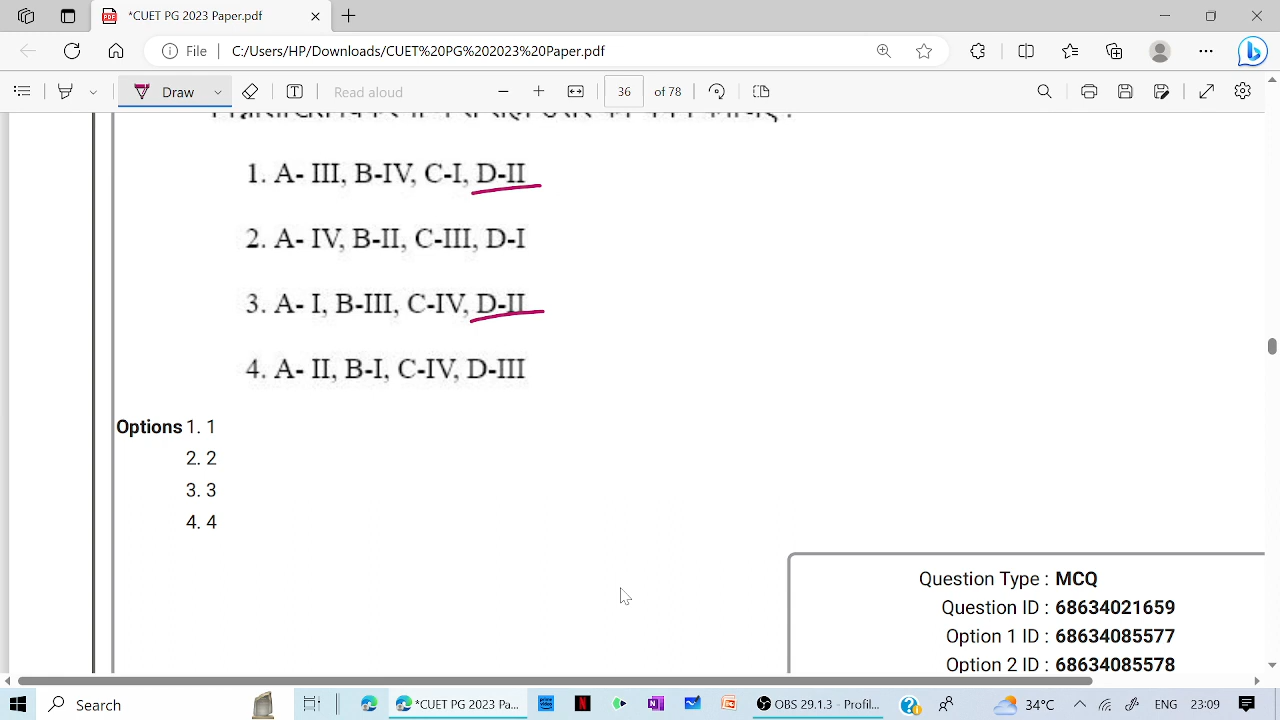 *CUET PG 2023 Paper.pdf
File C:/Users/HP/Downloads/CUET%20PG%202023%20Paper.pdf
Draw Read aloud 36 of 78
1. A- III, B-IV, C-I, D-II
2. A- IV, B-II, C-III, D-I
3. A- I, B-III, C-IV, D-II
4. A- II, B-I, C-IV, D-III
Options 1. 1
2. 2
3. 3
4. 4
Question Type : MCQ
Question ID : 68634021659
Option 1 ID : 68634085577
Option 2 ID : 68634085578
Search *CUET PG 2023 Pa... OBS 29.1.3 - Profil... 34°C ENG 23:09